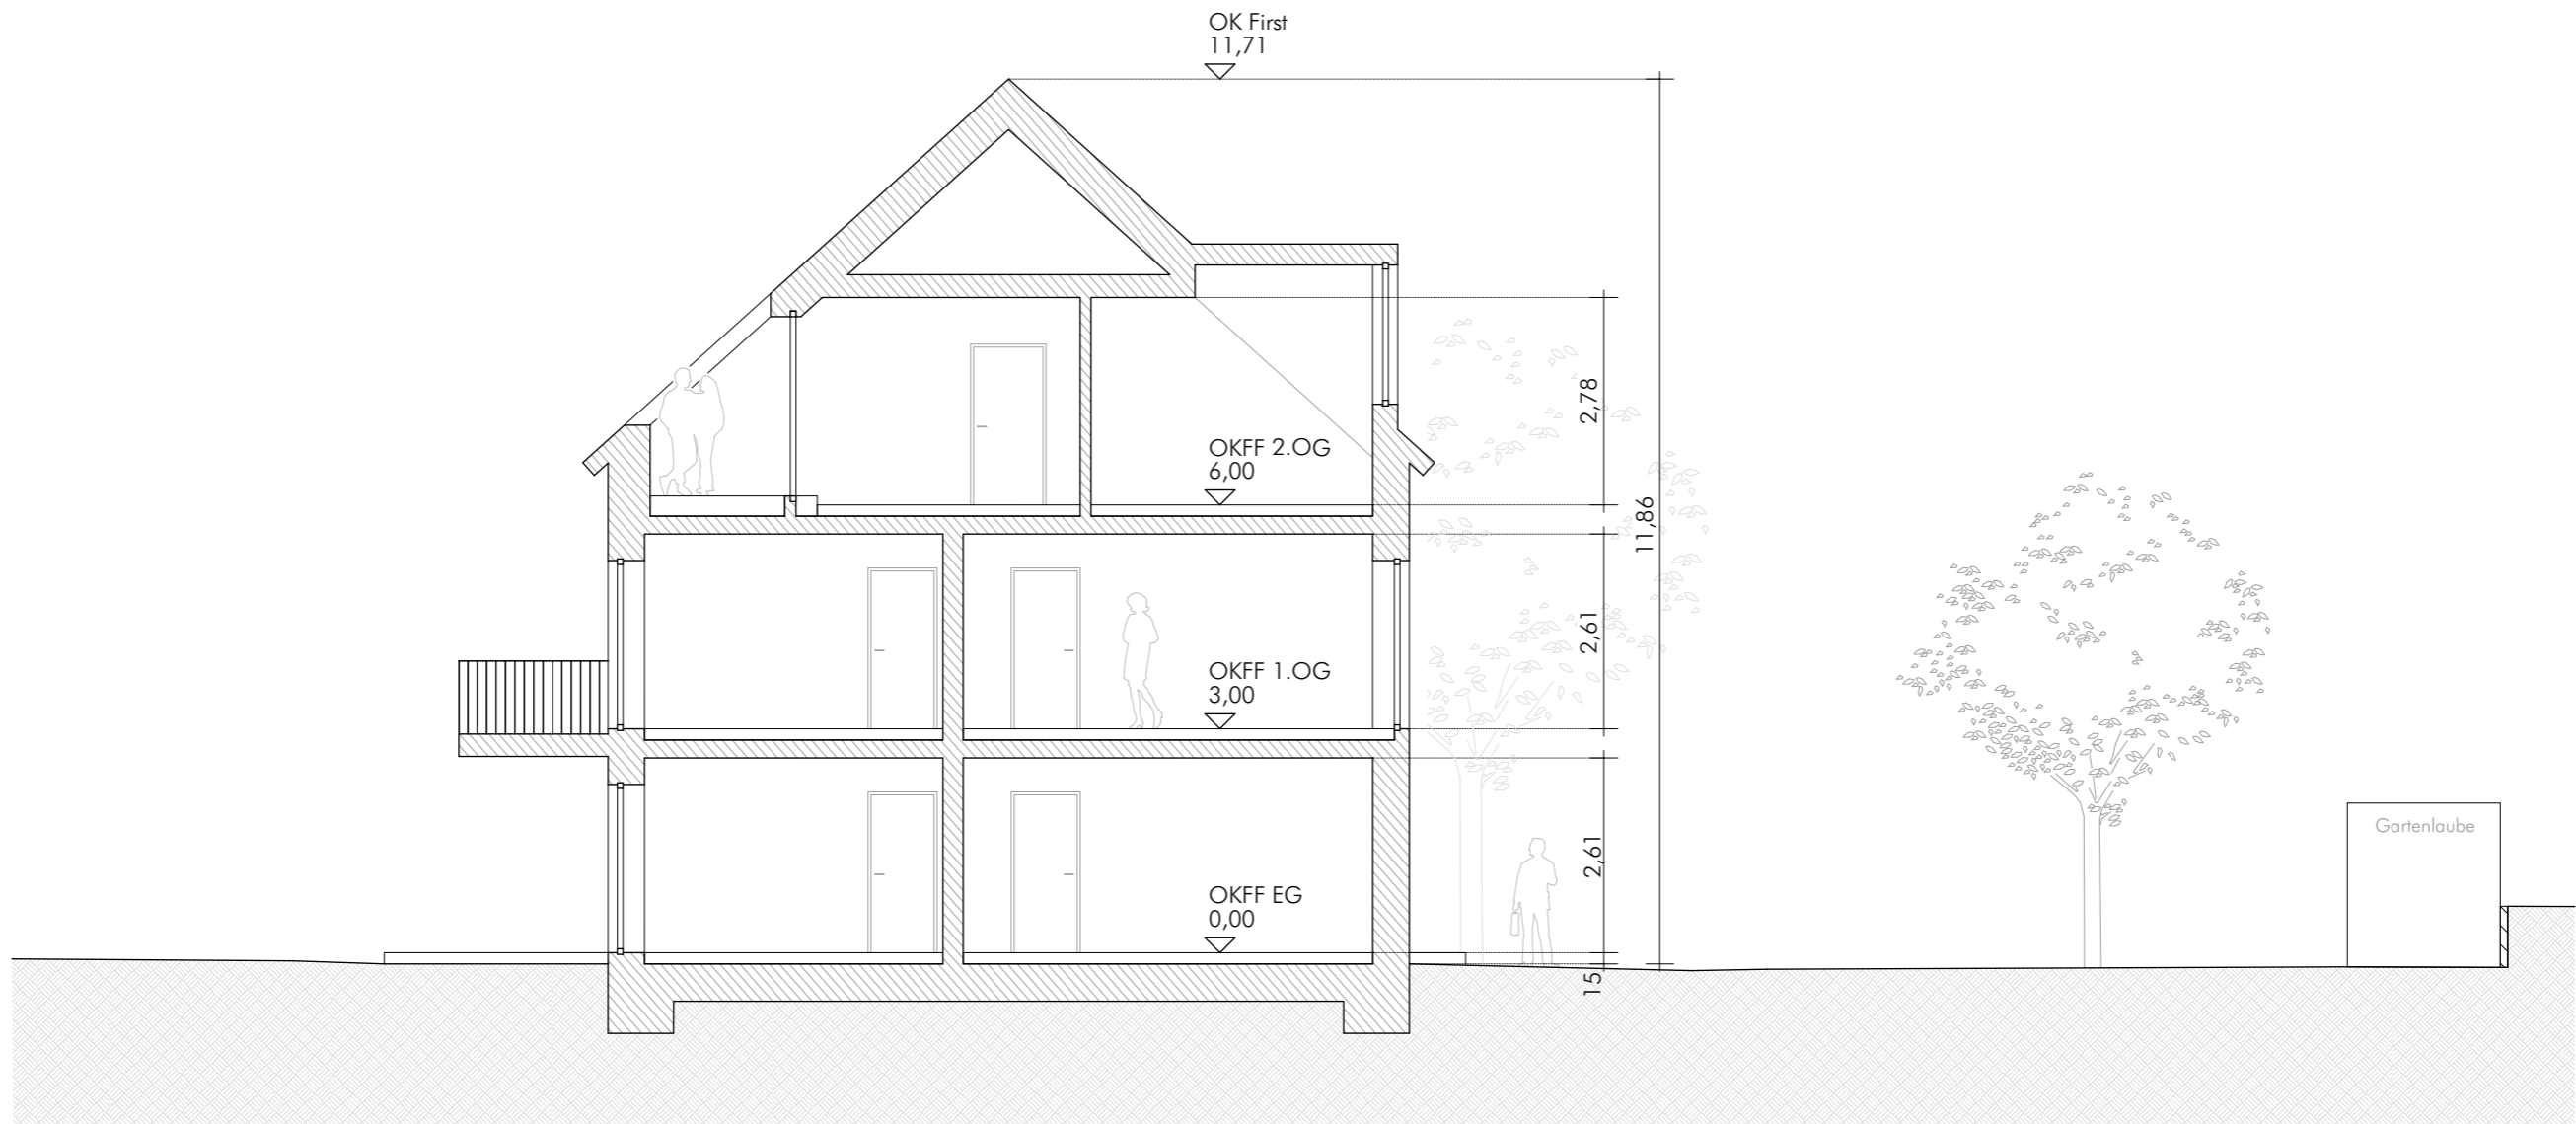 OK First
11,71
2,78
OKFF 2.OG
6,00
11,86
2,61
OKFF 1.OG
3,00
Gartenlaube
2,61
OKFF EG
0,00
15